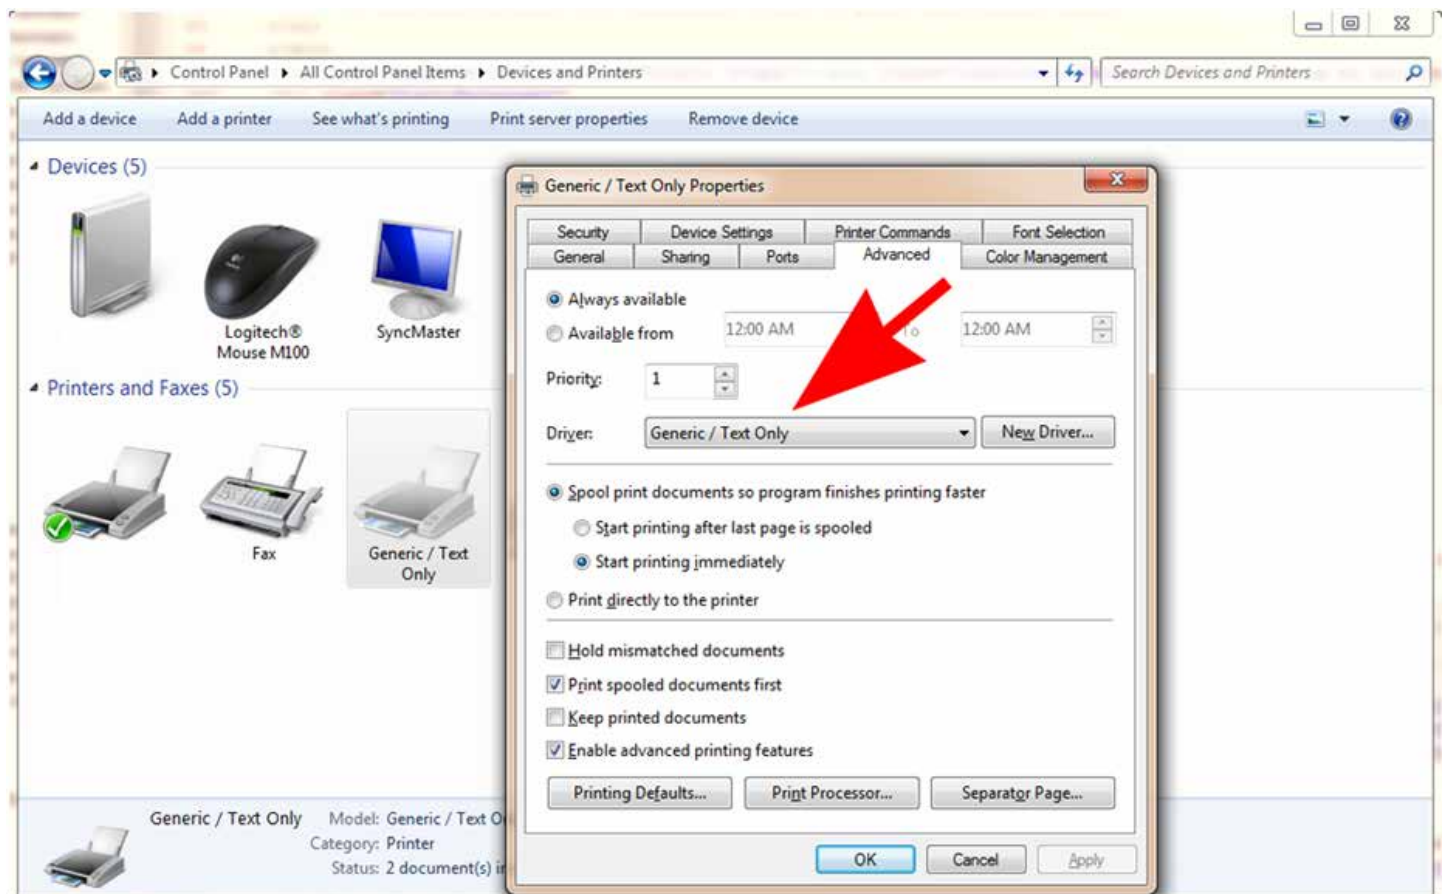 Control Panel ▸ All Control Panel Items ▸ Devices and Printers
Search Devices and Printers
Add a device Add a printer See what's printing Print server properties Remove device
Devices (5)
Logitech®
Mouse M100
SyncMaster
Printers and Faxes (5)
Fax
Generic / Text
Only
Generic / Text Only Properties
Security Device Settings Printer Commands Font Selection
General Sharing Ports Advanced Color Management
Always available
Available from 12:00 AM To 12:00 AM
Priority: 1
Driver: Generic / Text Only New Driver...
Spool print documents so program finishes printing faster
Start printing after last page is spooled
Start printing immediately
Print directly to the printer
Hold mismatched documents
Print spooled documents first
Keep printed documents
Enable advanced printing features
Printing Defaults... Print Processor... Separator Page...
OK Cancel Apply
Generic / Text Only Model: Generic / Text O
Category: Printer
Status: 2 document(s) in